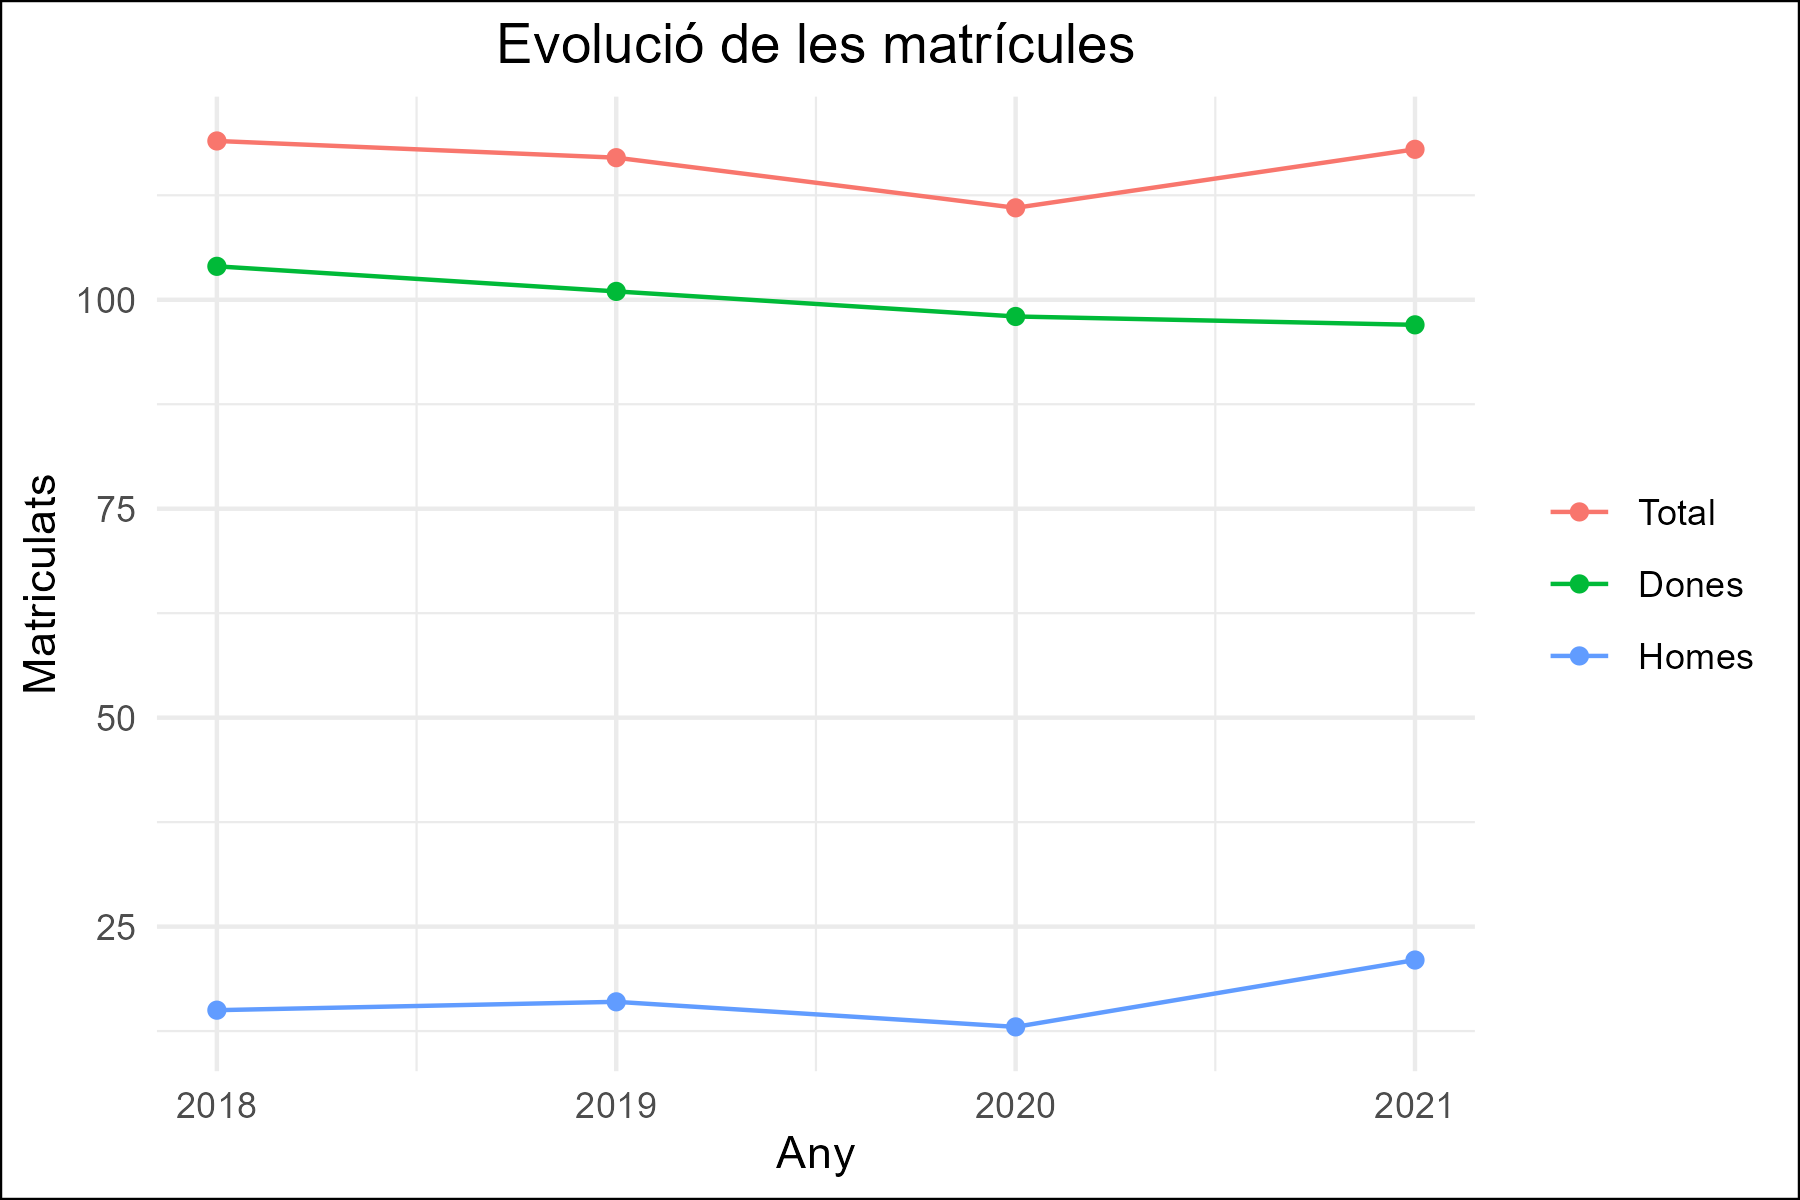 Evolució de les matrícules
Matriculats
100
75
50
25
2018 2019 2020 2021
Any
Total
Dones
Homes